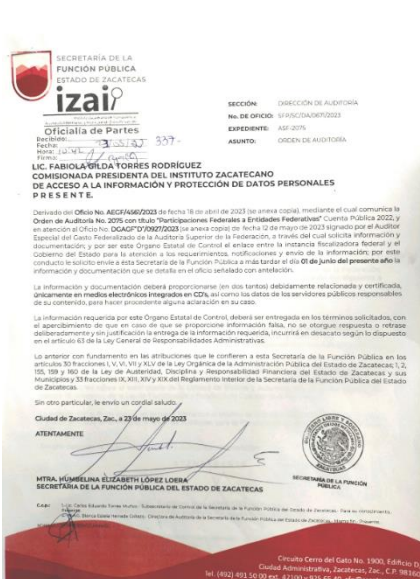 SECRETARÍA DE LA
FUNCIÓN PÚBLICA
ESTADO DE ZACATECAS
izai
Oficialía de Partes
Recibido:
Fecha:
Hora:
Firma:
337
SECCIÓN: DIRECCIÓN DE AUDITORÍA
No. DE OFICIO: SFP/SC/DA/0671/2023
EXPEDIENTE: ASF-2075
ASUNTO: ORDEN DE AUDITORÍA
LIC. FABIOLA GILDA TORRES RODRÍGUEZ
COMISIONADA PRESIDENTA DEL INSTITUTO ZACATECANO
DE ACCESO A LA INFORMACIÓN Y PROTECCIÓN DE DATOS PERSONALES
P R E S E N T E.
Derivado del Oficio No. AEGF/4561/2023 de fecha 18 de abril de 2023 (se anexa copia), mediante el cual comunica la
Orden de Auditoría No. 2075 con título "Participaciones Federales a Entidades Federativas" Cuenta Pública 2022, y
en atención al Oficio No. DGAGF"D"/0927/2023 (se anexa copia) de fecha 12 de mayo de 2023 signado por el Auditor
Especial del Gasto Federalizado de la Auditoría Superior de la Federación, a través del cual solicita información y
documentación; y por ser este Órgano Estatal de Control el enlace entre la instancia fiscalizadora federal y el
Gobierno del Estado para la atención a los requerimientos, notificaciones y envío de la información; por este
conducto le solicito envíe a esta Secretaría de la Función Pública a más tardar el día 01 de junio del presente año la
información y documentación que se detalla en el oficio señalado con antelación.
La información y documentación deberá proporcionarse (en dos tantos) debidamente relacionada y certificada,
únicamente en medios electrónicos integrados en CD's, así como los datos de los servidores públicos responsables
de su contenido, para hacer procedente alguna aclaración en su caso.
La información requerida por este Órgano Estatal de Control, deberá ser entregada en los términos solicitados, con
el apercibimiento de que en caso de que se proporcione información falsa, no se otorgue respuesta o retrase
deliberadamente y sin justificación la entrega de la información requerida, incurrirá en desacato según lo dispuesto
en el artículo 63 de la Ley General de Responsabilidades Administrativas.
Lo anterior con fundamento en las atribuciones que le confieren a esta Secretaría de la Función Pública en los
artículos 30 fracciones I, V, VI, VII y XLV de la Ley Orgánica de la Administración Pública del Estado de Zacatecas; 1, 2,
155, 159 y 160 de la Ley de Austeridad, Disciplina y Responsabilidad Financiera del Estado de Zacatecas y sus
Municipios y 33 fracciones IX, XIII, XIV y XIX del Reglamento Interior de la Secretaría de la Función Pública del Estado
de Zacatecas.
Sin otro particular, le envío un cordial saludo.
Ciudad de Zacatecas, Zac., a 23 de mayo de 2023
ATENTAMENTE
MTRA. HUMBELINA ELIZABETH LÓPEZ LOERA
SECRETARIA DE LA FUNCIÓN PÚBLICA DEL ESTADO DE ZACATECAS
SECRETARÍA DE LA FUNCIÓN
PÚBLICA
Circuito Cerro del Gato No. 1900, Edificio
Ciudad Administrativa, Zacatecas, Zac., C.P. 98160
tel. (492) 491 50 00 ext. 42100